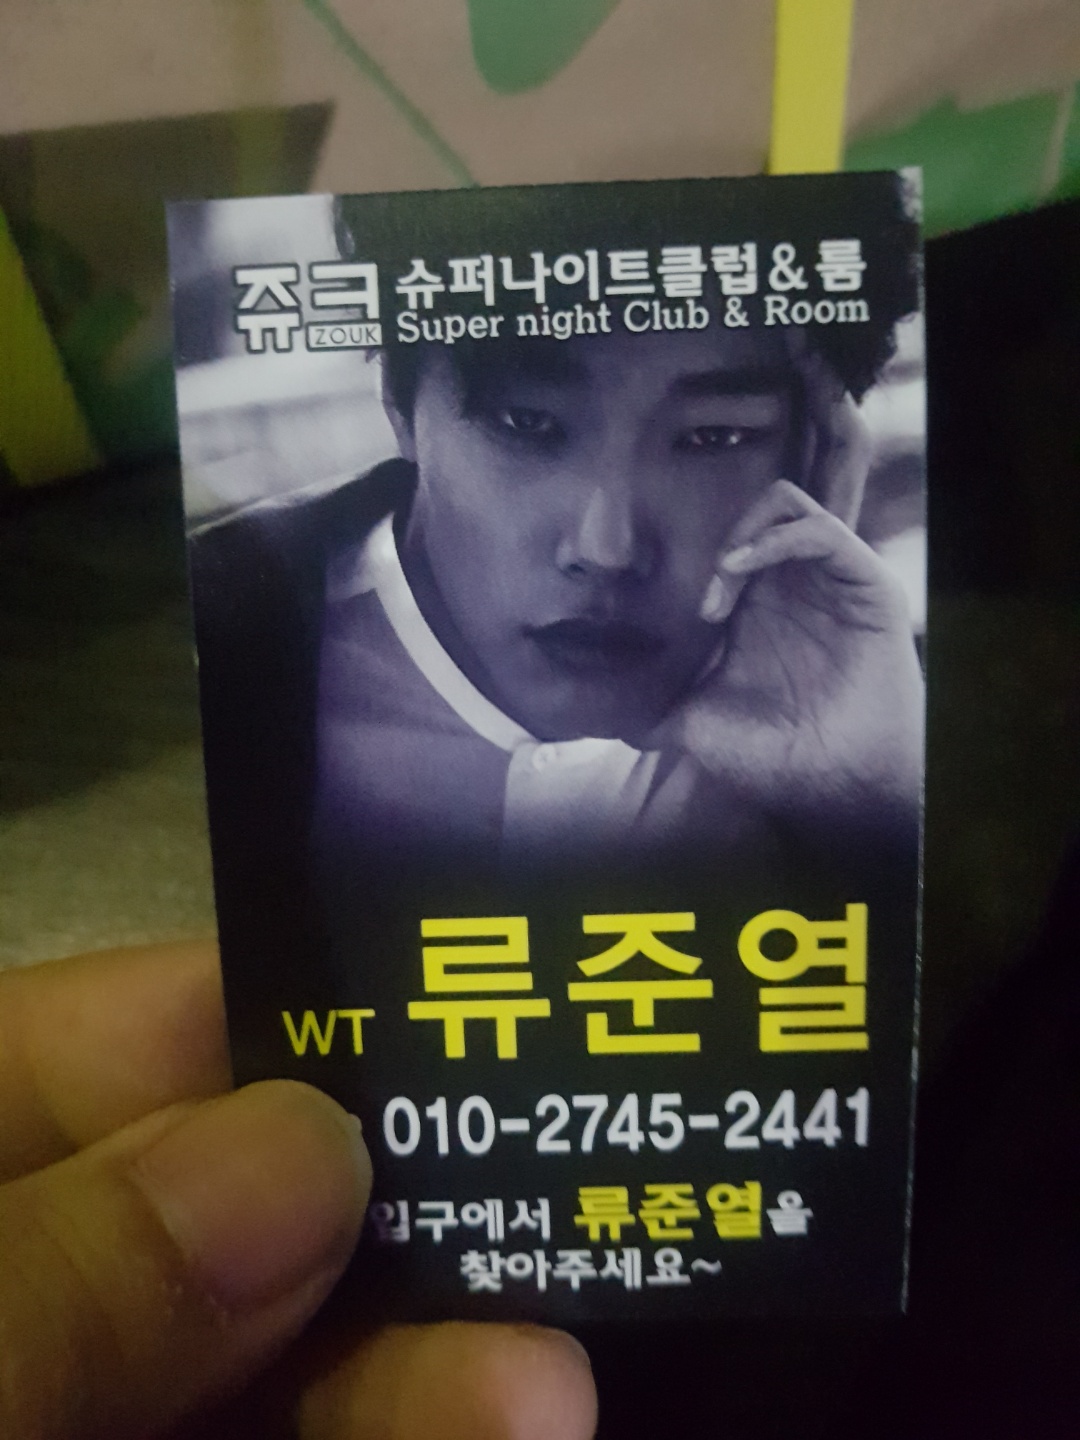 쥬크 ZOUK 슈퍼나이트클럽&룸
Super night Club & Room
WT 류준열
010-2745-2441
입구에서 류준열을
찾아주세요~